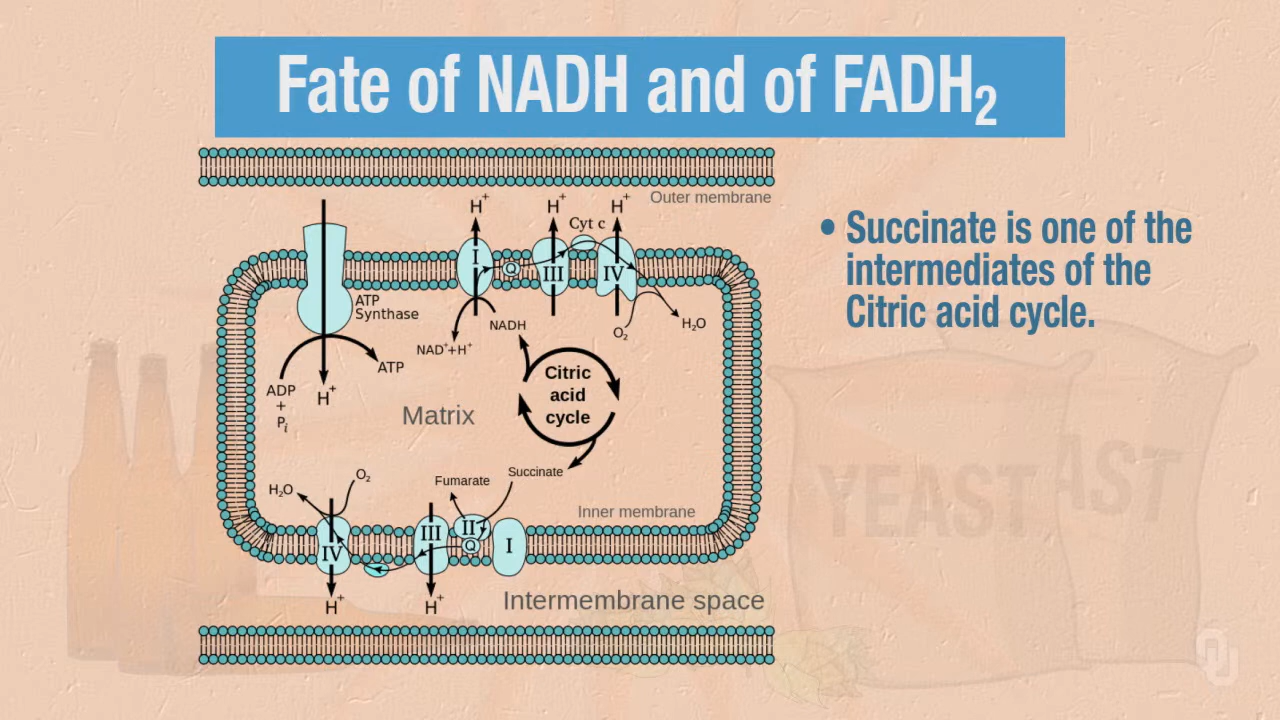 Fate of NADH and of FADH₂
Outer membrane
H⁺
H⁺
H⁺
Cyt c
I
Q
III
IV
ATP
Synthase
NADH
O₂
H₂O
NAD⁺+H⁺
ATP
ADP
+
Pᵢ
H⁺
Citric
acid
cycle
Matrix
Succinate
Fumarate
O₂
H₂O
Inner membrane
IV
III
II
Q
I
H⁺
H⁺
Intermembrane space
• Succinate is one of the
intermediates of the
Citric acid cycle.
YEAST
AST
OU